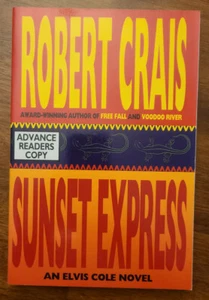 ROBERT CRAIS
AWARD-WINNING AUTHOR OF FREE FALL AND VOODOO RIVER
ADVANCE
READERS
COPY
SUNSET EXPRESS
AN ELVIS COLE NOVEL